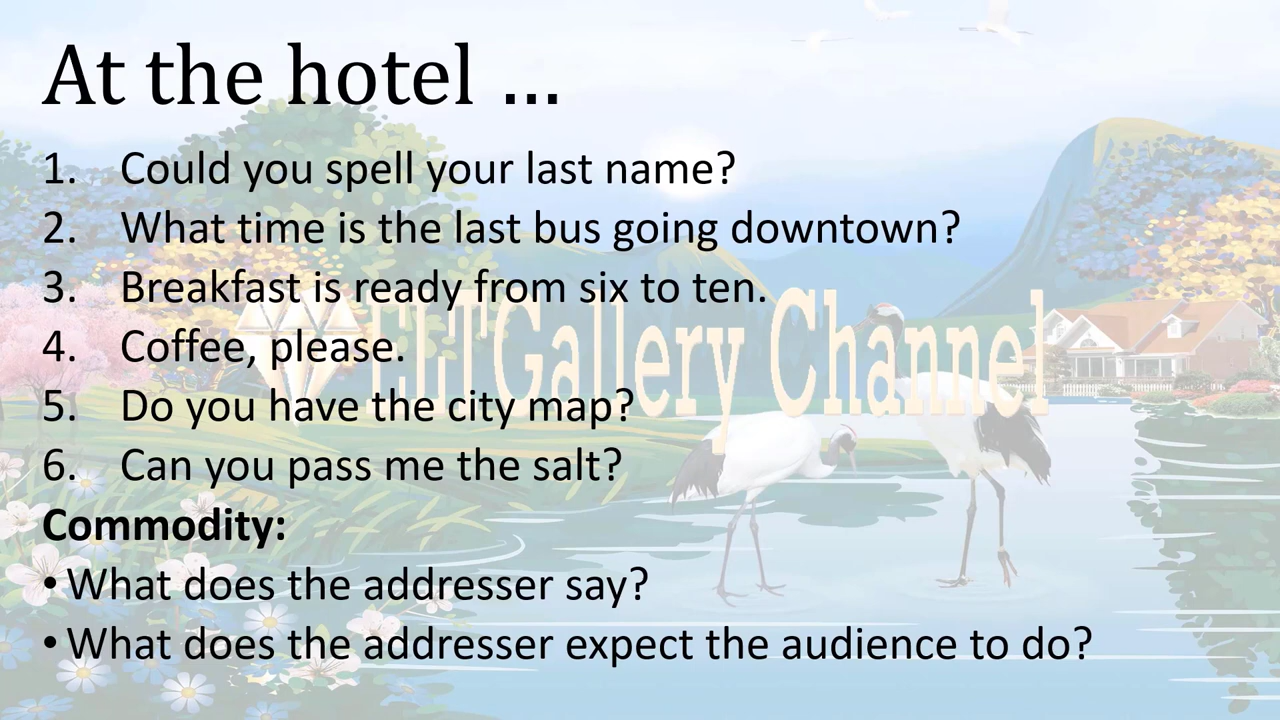 At the hotel …
1. Could you spell your last name?
2. What time is the last bus going downtown?
3. Breakfast is ready from six to ten.
4. Coffee, please.
5. Do you have the city map?
6. Can you pass me the salt?
ELTGallery Channel
Commodity:
• What does the addresser say?
• What does the addresser expect the audience to do?